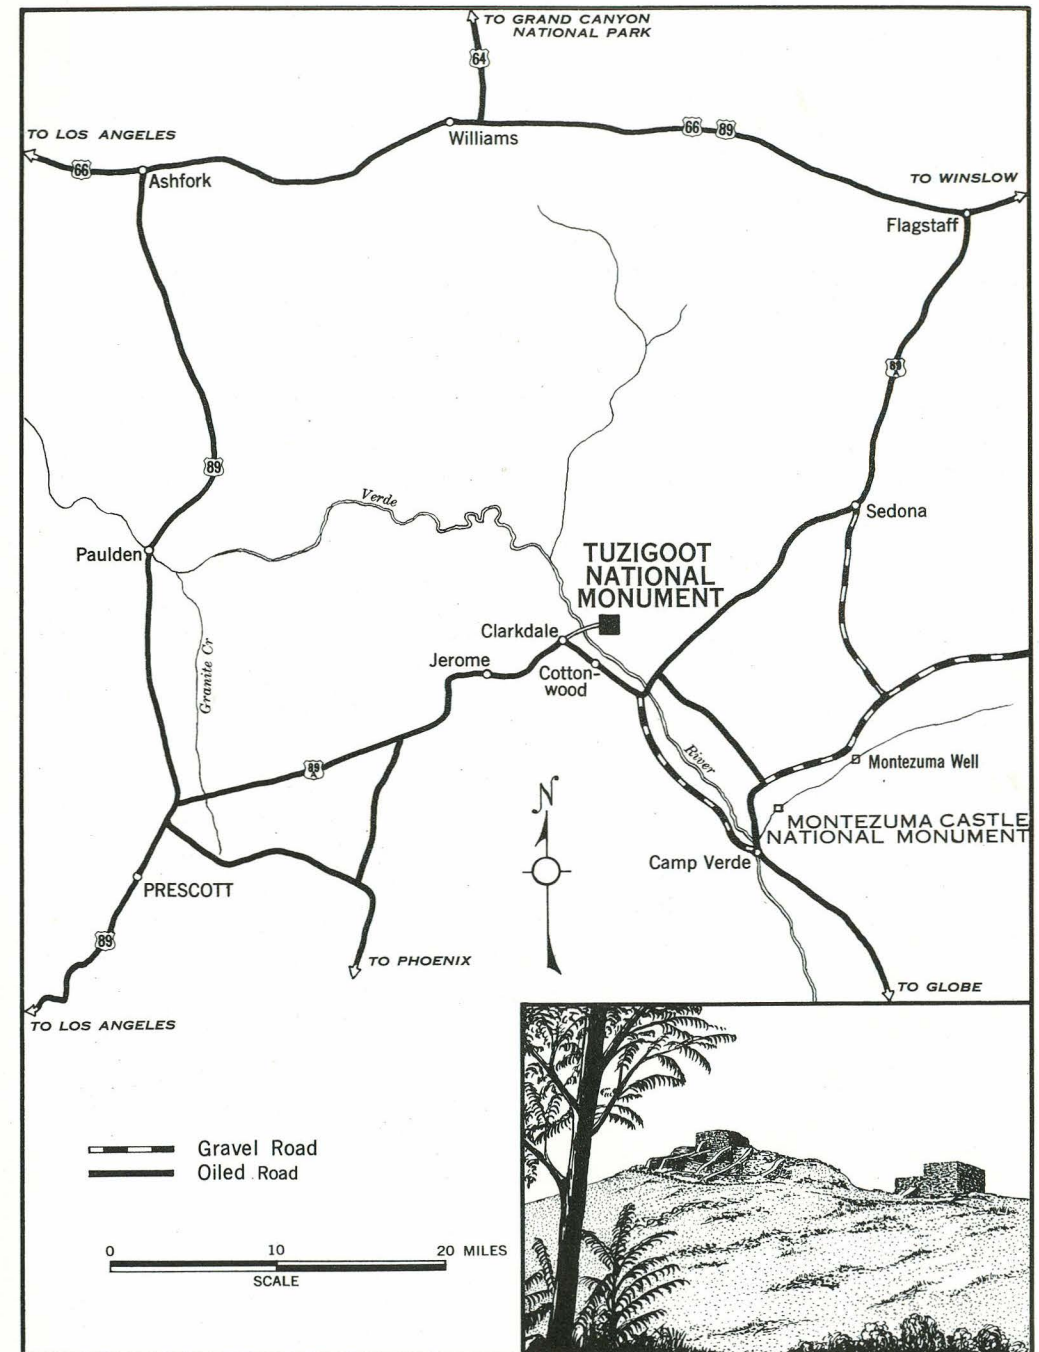 TO GRAND CANYON
NATIONAL PARK
64
TO LOS ANGELES
Williams
66
89
66
Ashfork
TO WINSLOW
Flagstaff
89
A
89
Verde
Sedona
Paulden
TUZIGOOT
NATIONAL
MONUMENT
Clarkdale
Jerome
Cotton-
wood
Granite Cr
River
89
A
Montezuma Well
N
MONTEZUMA CASTLE
NATIONAL MONUMENT
Camp Verde
PRESCOTT
89
TO PHOENIX
TO GLOBE
TO LOS ANGELES
Gravel Road
Oiled Road
0 10 20 MILES
SCALE